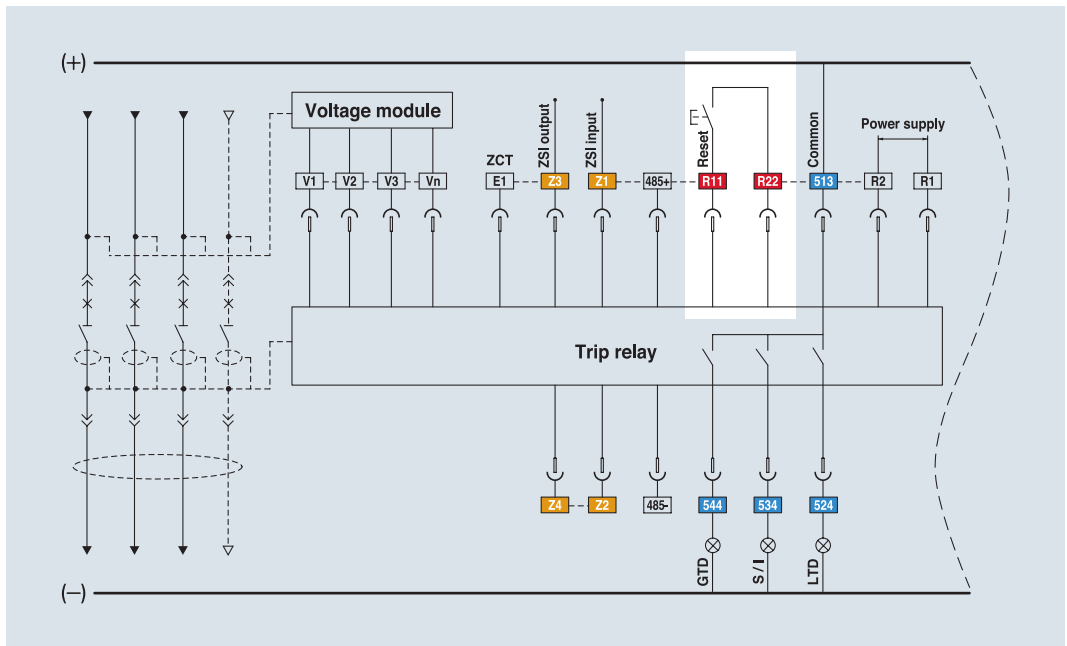 (+)
Voltage module
ZCT
ZSI output
ZSI input
Reset
Common
Power supply
V1 V2 V3 Vn E1 Z3 Z1 485+ R11 R22 513 R2 R1
Trip relay
Z4 Z2 485- 544 534 524
GTD
S / I
LTD
(–)